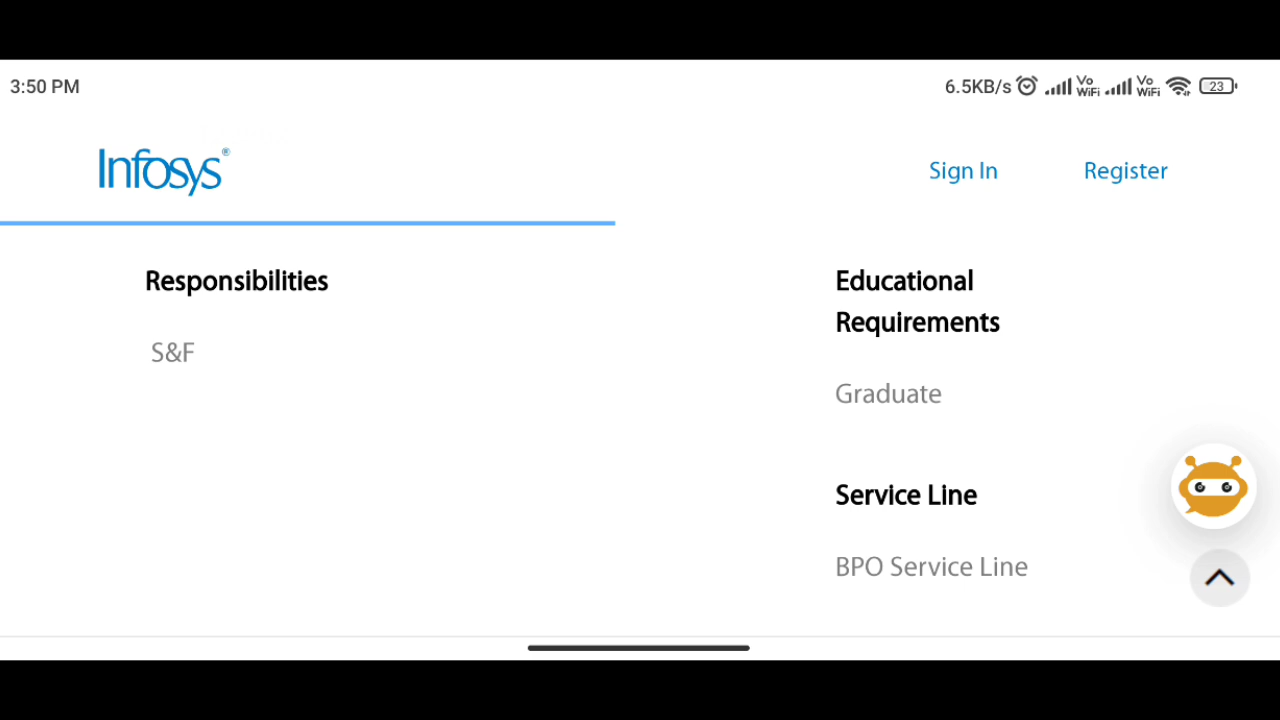 3:50 PM
6.5KB/s Vo WiFi Vo WiFi 23
Infosys®
Sign In
Register
Responsibilities
S&F
Educational
Requirements
Graduate
Service Line
BPO Service Line